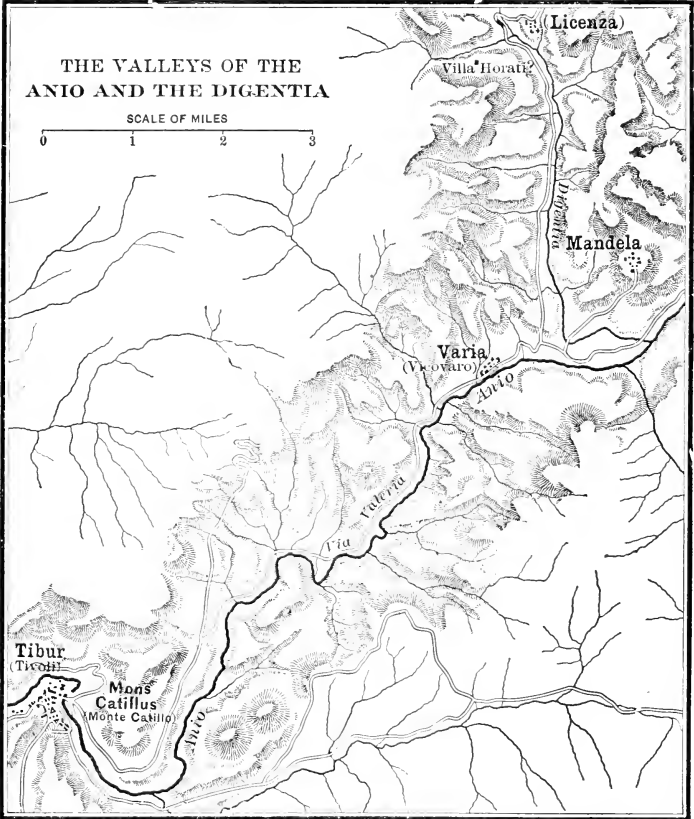 THE VALLEYS OF THE
ANIO AND THE DIGENTIA
SCALE OF MILES
0 1 2 3
(Licenza)
Villa Horati?
Digentia
Mandela
Varia
(Vicovaro)
Anio
Via Valeria
Tibur
(Tivoli)
Mons
Catillus
(Monte Catillo)
Anio